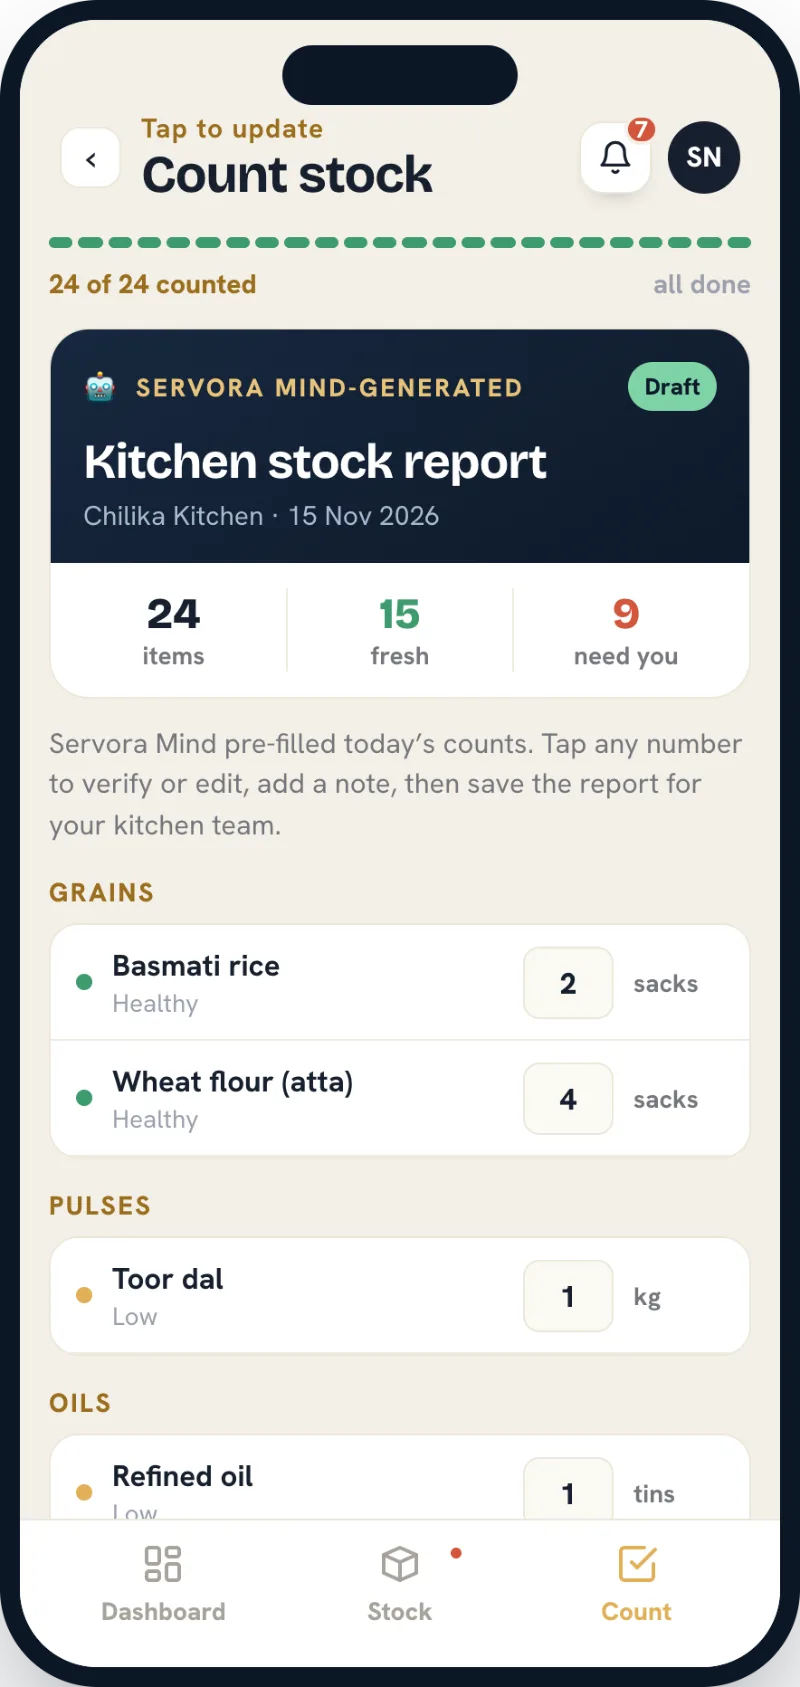 Tap to update
Count stock
7
SN
24 of 24 counted
all done
SERVORA MIND-GENERATED
Draft
Kitchen stock report
Chilika Kitchen · 15 Nov 2026
24
items
15
fresh
9
need you
Servora Mind pre-filled today’s counts. Tap any number
to verify or edit, add a note, then save the report for
your kitchen team.
GRAINS
Basmati rice
Healthy
2
sacks
Wheat flour (atta)
Healthy
4
sacks
PULSES
Toor dal
Low
1
kg
OILS
Refined oil
Low
1
tins
Dashboard
Stock
Count